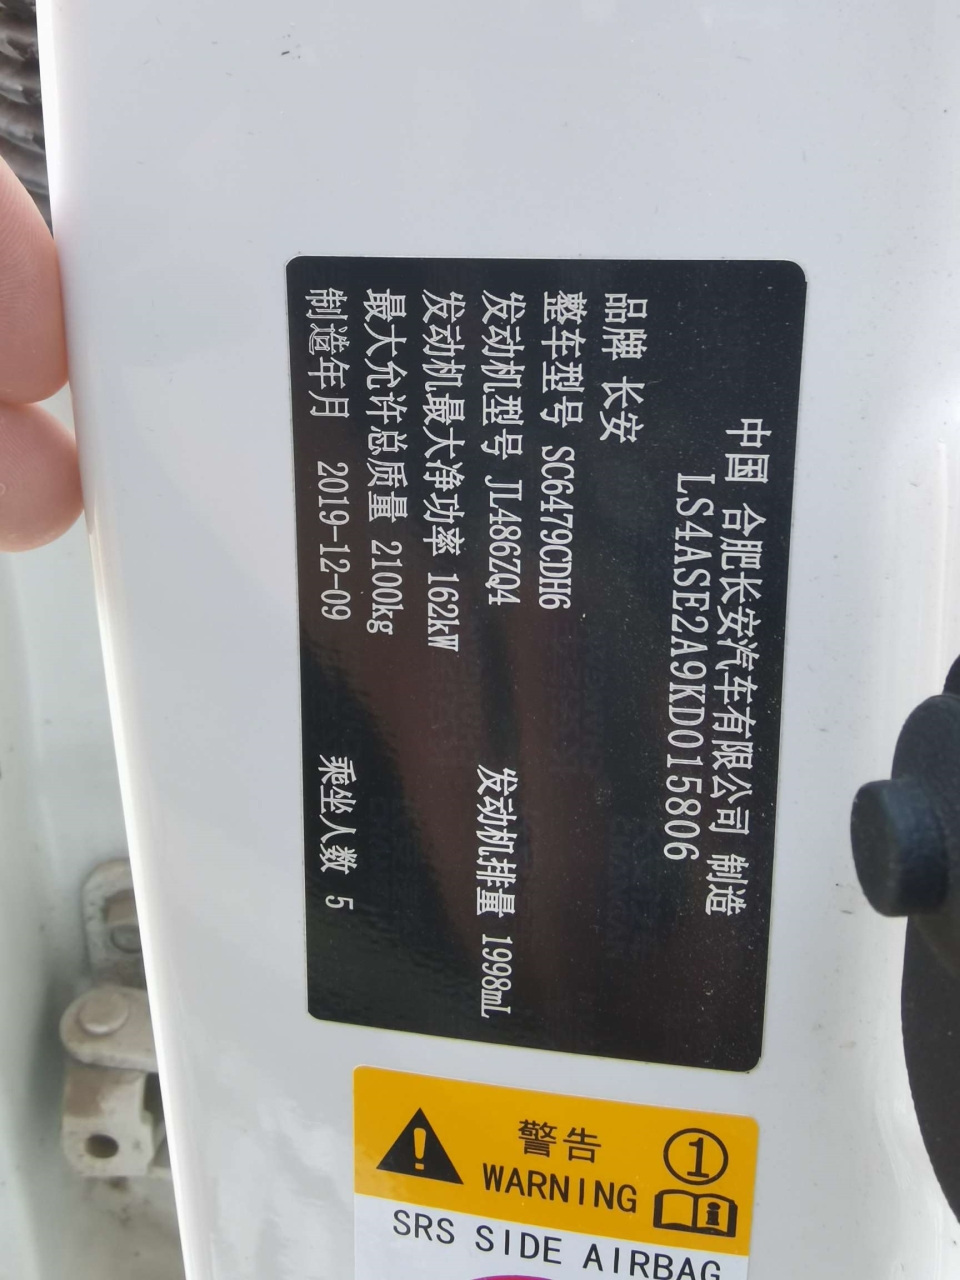 中国 合肥长安汽车有限公司 制造
LS4ASE2A9KD015806
品牌 长安
整车型号 SC6479CDH6
发动机型号 JL486ZQ4 发动机排量 1998mL
发动机最大净功率 162kW
最大允许总质量 2100kg
制造年月 2019-12-09 乘坐人数 5
警告
WARNING
1
i
SRS SIDE AIRBAG